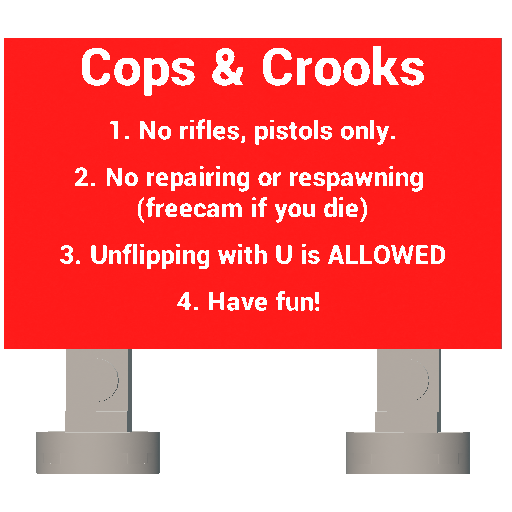 Cops & Crooks
1. No rifles, pistols only.
2. No repairing or respawning
(freecam if you die)
3. Unflipping with U is ALLOWED
4. Have fun!